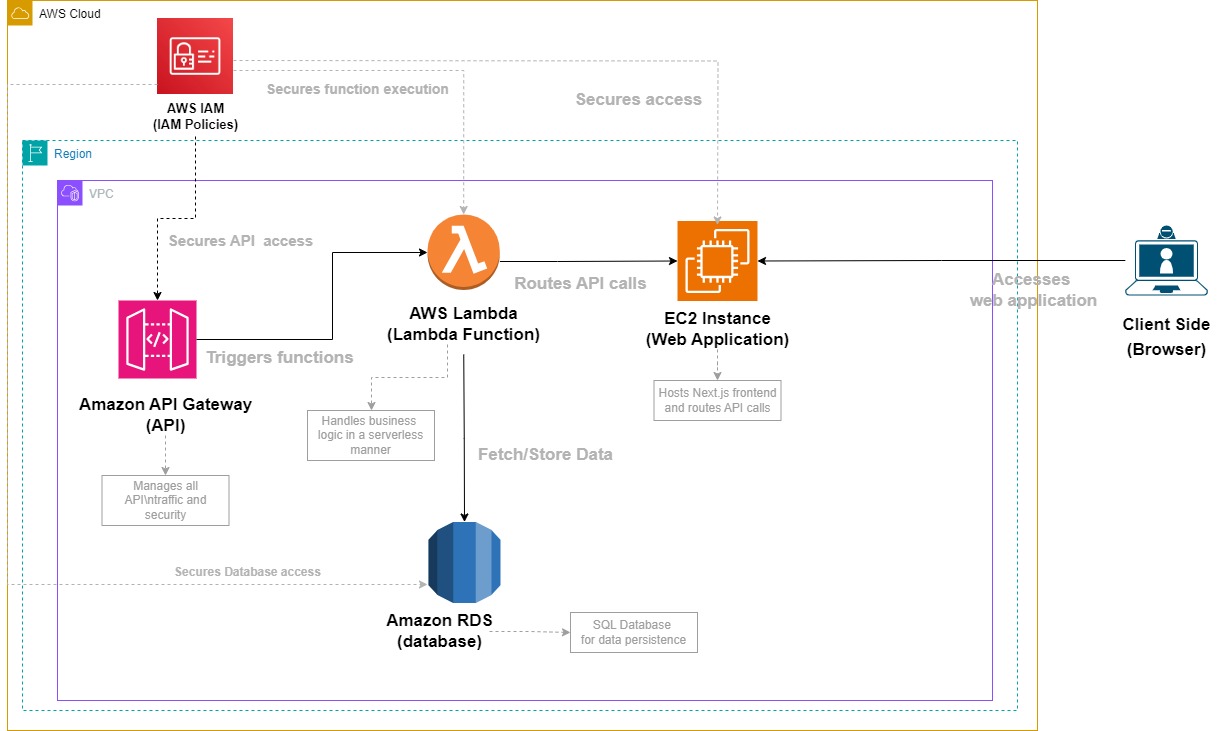 AWS Cloud
AWS IAM
(IAM Policies)
Secures function execution
Secures access
Region
VPC
Secures API  access
Routes API calls
Accesses
web application
AWS Lambda
(Lambda Function)
EC2 Instance
(Web Application)
Client Side
(Browser)
Triggers functions
Amazon API Gateway
(API)
Hosts Next.js frontend
and routes API calls
Handles business
logic in a serverless
manner
Fetch/Store Data
Manages all
API\ntraffic and
security
Secures Database access
Amazon RDS
(database)
SQL Database
for data persistence